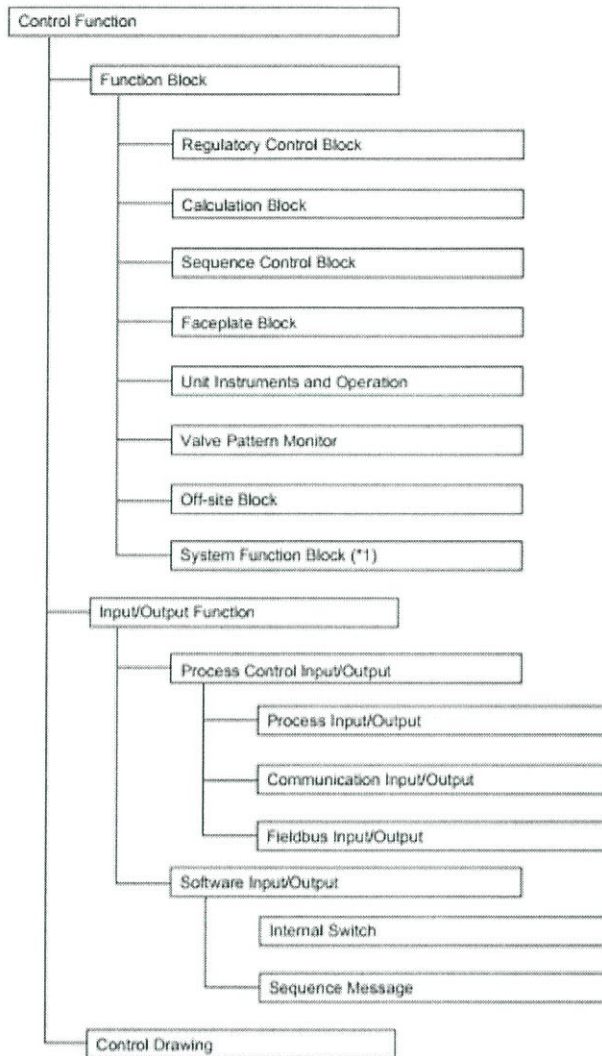 Control Function
Function Block
Regulatory Control Block
Calculation Block
Sequence Control Block
Faceplate Block
Unit Instruments and Operation
Valve Pattern Monitor
Off-site Block
System Function Block (*1)
Input/Output Function
Process Control Input/Output
Process Input/Output
Communication Input/Output
Fieldbus Input/Output
Software Input/Output
Internal Switch
Sequence Message
Control Drawing